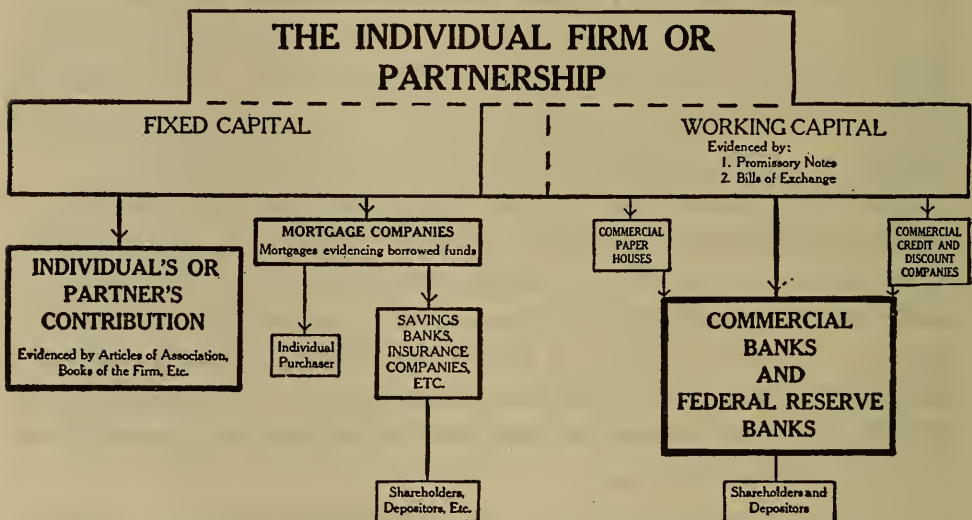 THE INDIVIDUAL FIRM OR
PARTNERSHIP
FIXED CAPITAL
WORKING CAPITAL
Evidenced by:
1. Promissory Notes
2. Bills of Exchange
INDIVIDUAL'S OR
PARTNER'S
CONTRIBUTION
Evidenced by Articles of Association,
Books of the Firm, Etc.
MORTGAGE COMPANIES
Mortgages evidencing borrowed funds
Individual
Purchaser
SAVINGS
BANKS,
INSURANCE
COMPANIES,
ETC.
Shareholders,
Depositors, Etc.
COMMERCIAL
PAPER
HOUSES
COMMERCIAL
CREDIT AND
DISCOUNT
COMPANIES
COMMERCIAL
BANKS
AND
FEDERAL RESERVE
BANKS
Shareholders and
Depositors